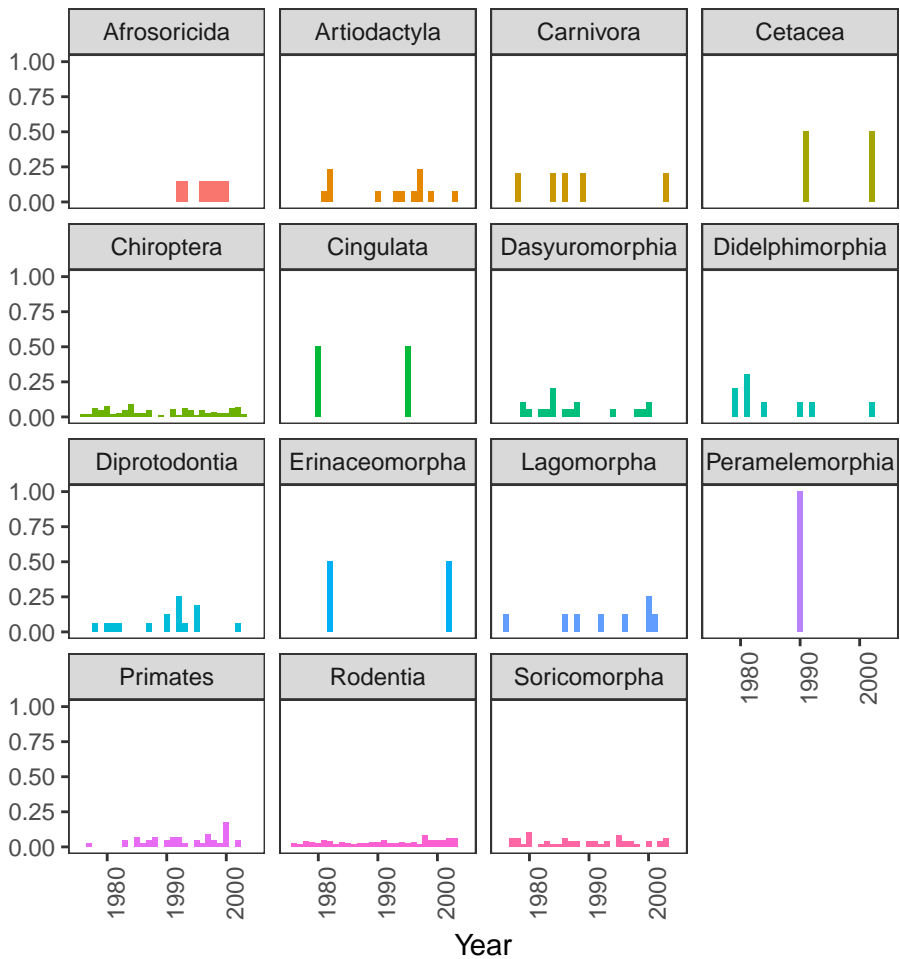 Afrosoricida Artiodactyla Carnivora Cetacea
1.00
0.75
0.50
0.25
0.00
Chiroptera Cingulata Dasyuromorphia Didelphimorphia
1.00
0.75
0.50
0.25
0.00
Diprotodontia Erinaceomorpha Lagomorpha Peramelemorphia
1.00
0.75
0.50
0.25
0.00
1980 1990 2000
Primates Rodentia Soricomorpha
1.00
0.75
0.50
0.25
0.00
1980 1990 2000 1980 1990 2000 1980 1990 2000
Year